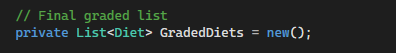 // Final graded list
private List<Diet> GradedDiets = new();